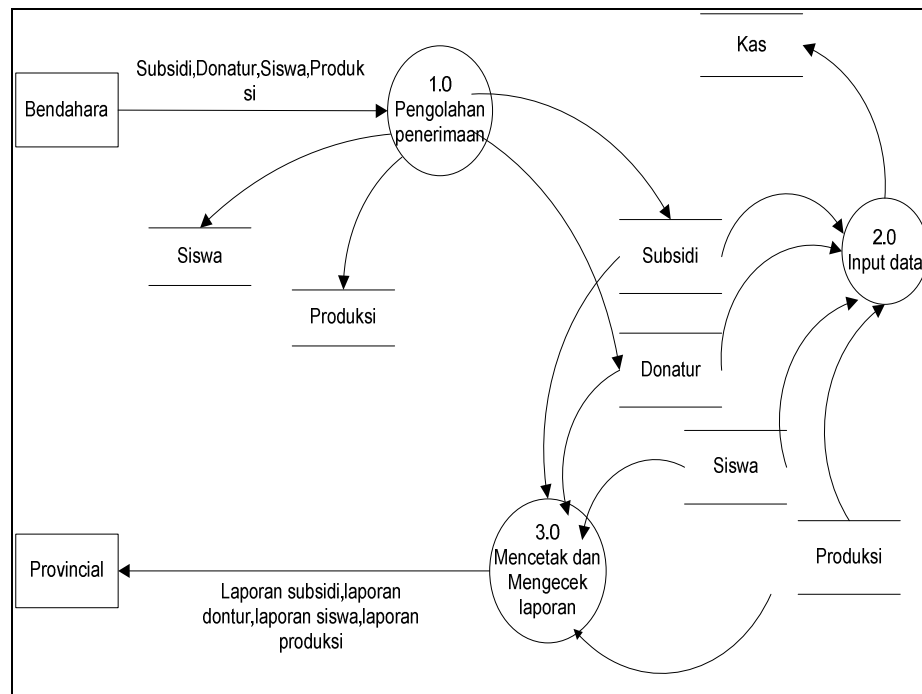 Kas
Subsidi,Donatur,Siswa,Produk
si
Bendahara
1.0
Pengolahan
penerimaan
Siswa
Produksi
Subsidi
2.0
Input data
Donatur
Siswa
Produksi
3.0
Mencetak dan
Mengecek
laporan
Provincial
Laporan subsidi,laporan
dontur,laporan siswa,laporan
produksi